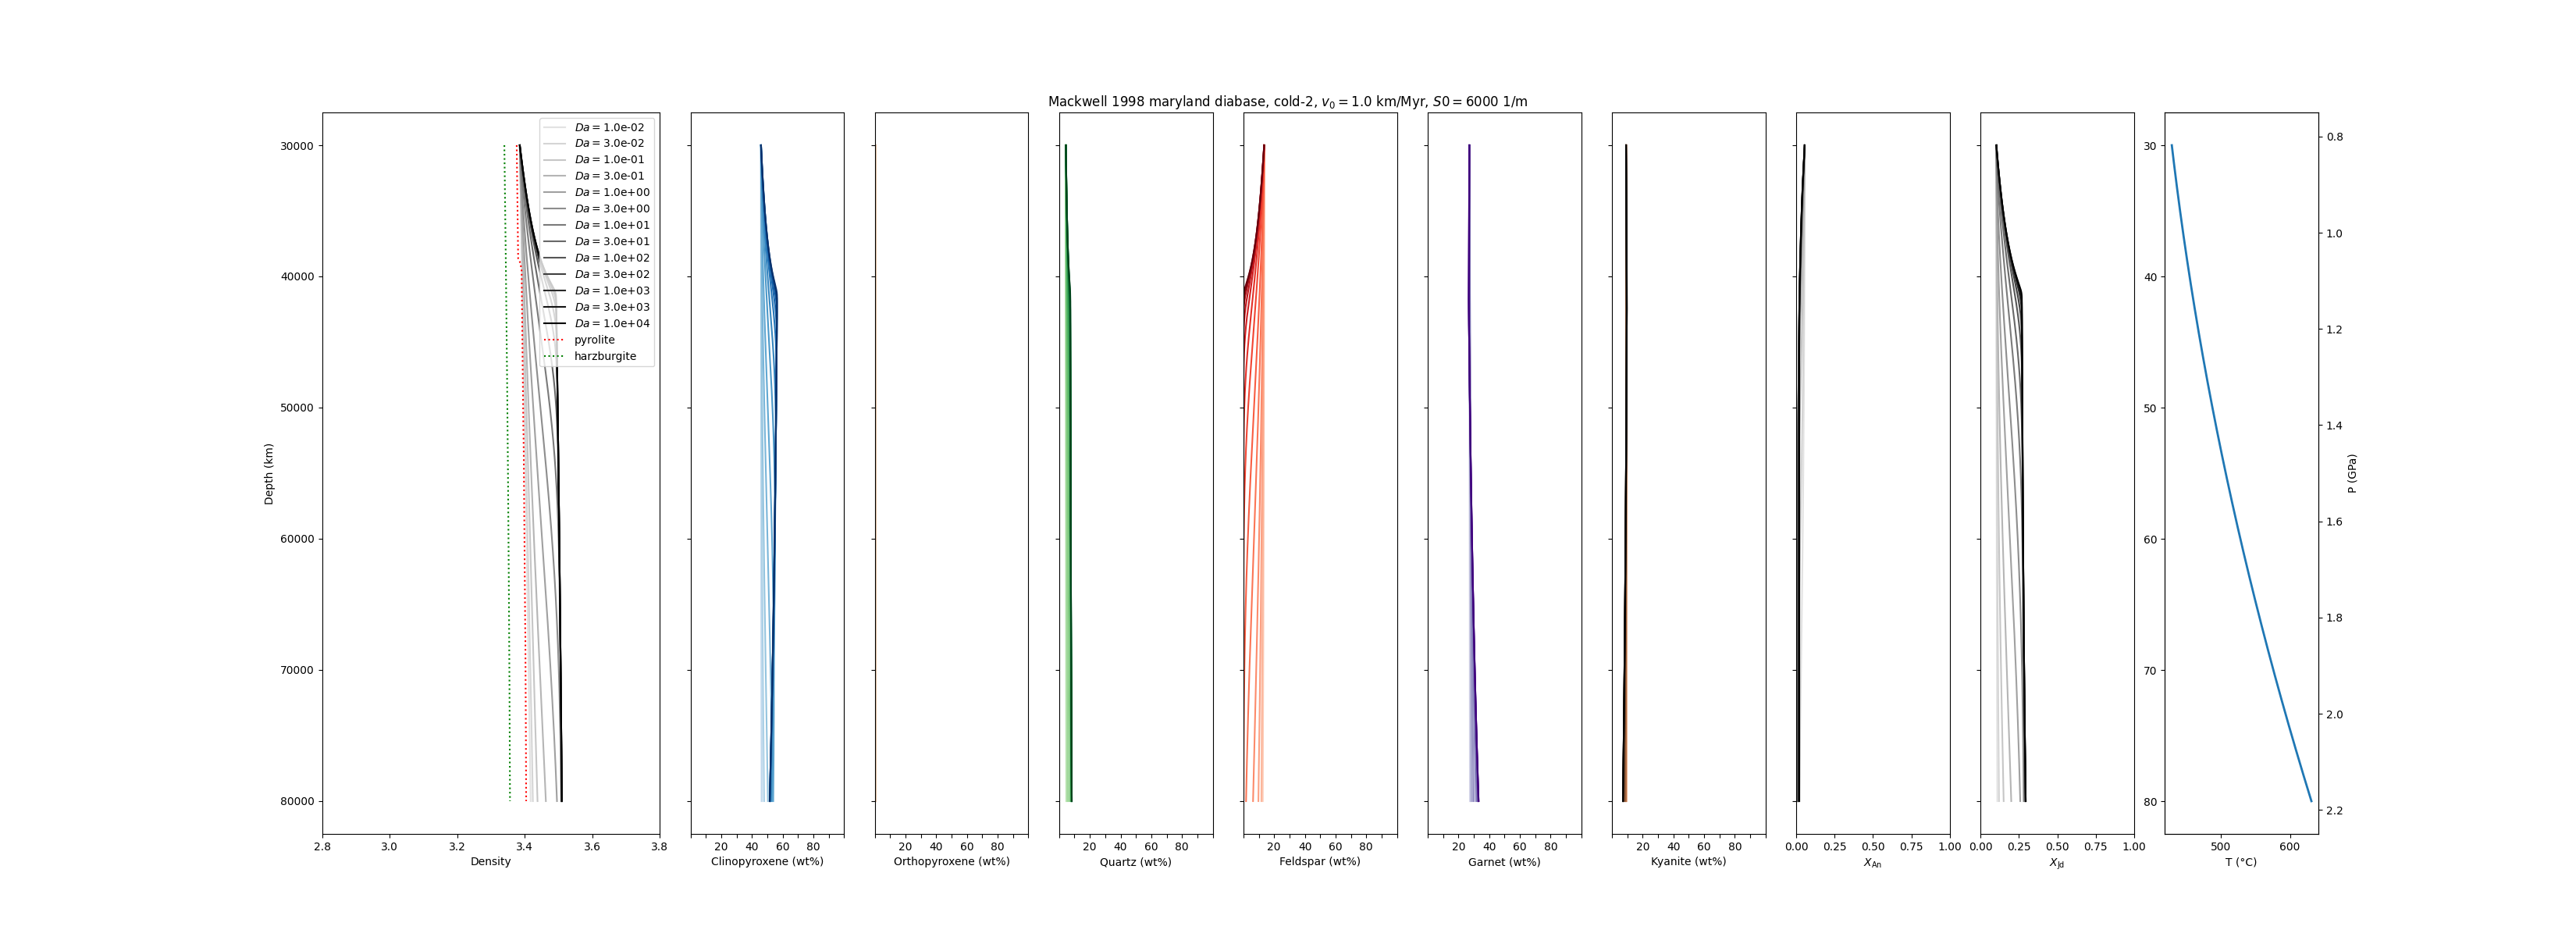 Mackwell 1998 maryland diabase, cold-2, v₀ = 1.0 km/Myr, S0 = 6000 1/m
Da = 1.0e-02
Da = 3.0e-02
Da = 1.0e-01
Da = 3.0e-01
Da = 1.0e+00
Da = 3.0e+00
Da = 1.0e+01
Da = 3.0e+01
Da = 1.0e+02
Da = 3.0e+02
Da = 1.0e+03
Da = 3.0e+03
Da = 1.0e+04
pyrolite
harzburgite
Depth (km)
30000
40000
50000
60000
70000
80000
2.8 3.0 3.2 3.4 3.6 3.8
Density
20 40 60 80
Clinopyroxene (wt%)
20 40 60 80
Orthopyroxene (wt%)
20 40 60 80
Quartz (wt%)
20 40 60 80
Feldspar (wt%)
20 40 60 80
Garnet (wt%)
20 40 60 80
Kyanite (wt%)
0.00 0.25 0.50 0.75 1.00
X_An
0.00 0.25 0.50 0.75 1.00
X_Jd
30
40
50
60
70
80
500 600
T (°C)
0.8
1.0
1.2
1.4
1.6
1.8
2.0
2.2
P (GPa)